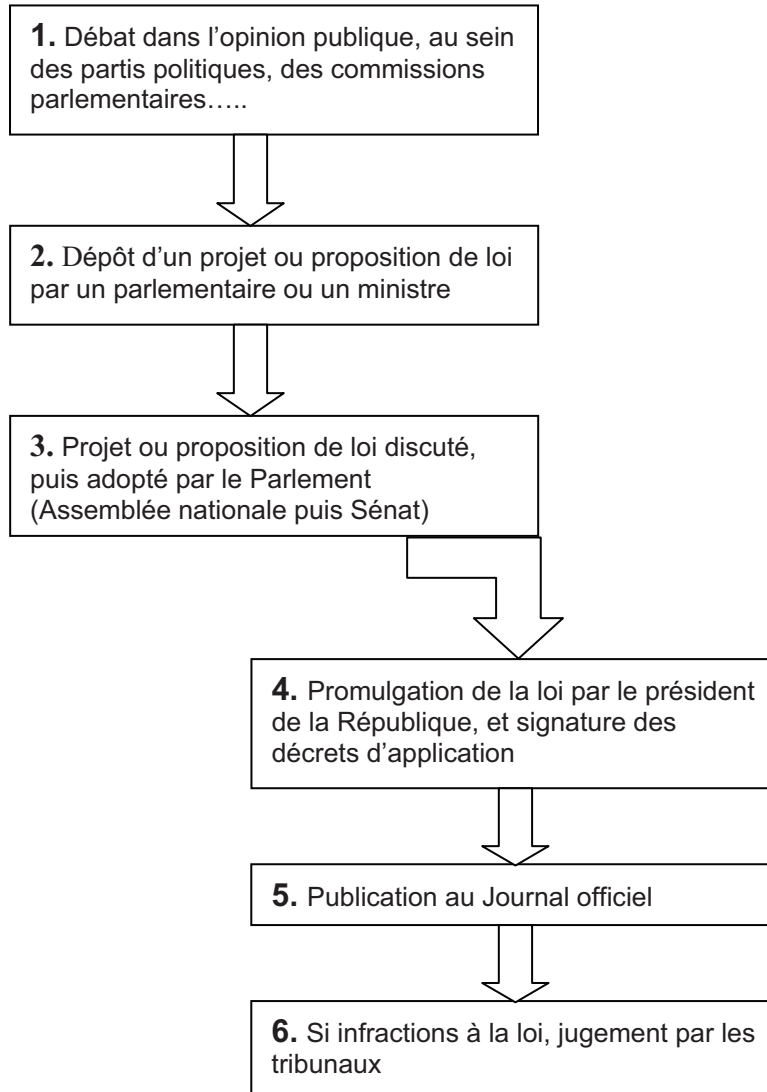 1. Débat dans l’opinion publique, au sein
des partis politiques, des commissions
parlementaires…..
2. Dépôt d’un projet ou proposition de loi
par un parlementaire ou un ministre
3. Projet ou proposition de loi discuté,
puis adopté par le Parlement
(Assemblée nationale puis Sénat)
4. Promulgation de la loi par le président
de la République, et signature des
décrets d’application
5. Publication au Journal officiel
6. Si infractions à la loi, jugement par les
tribunaux